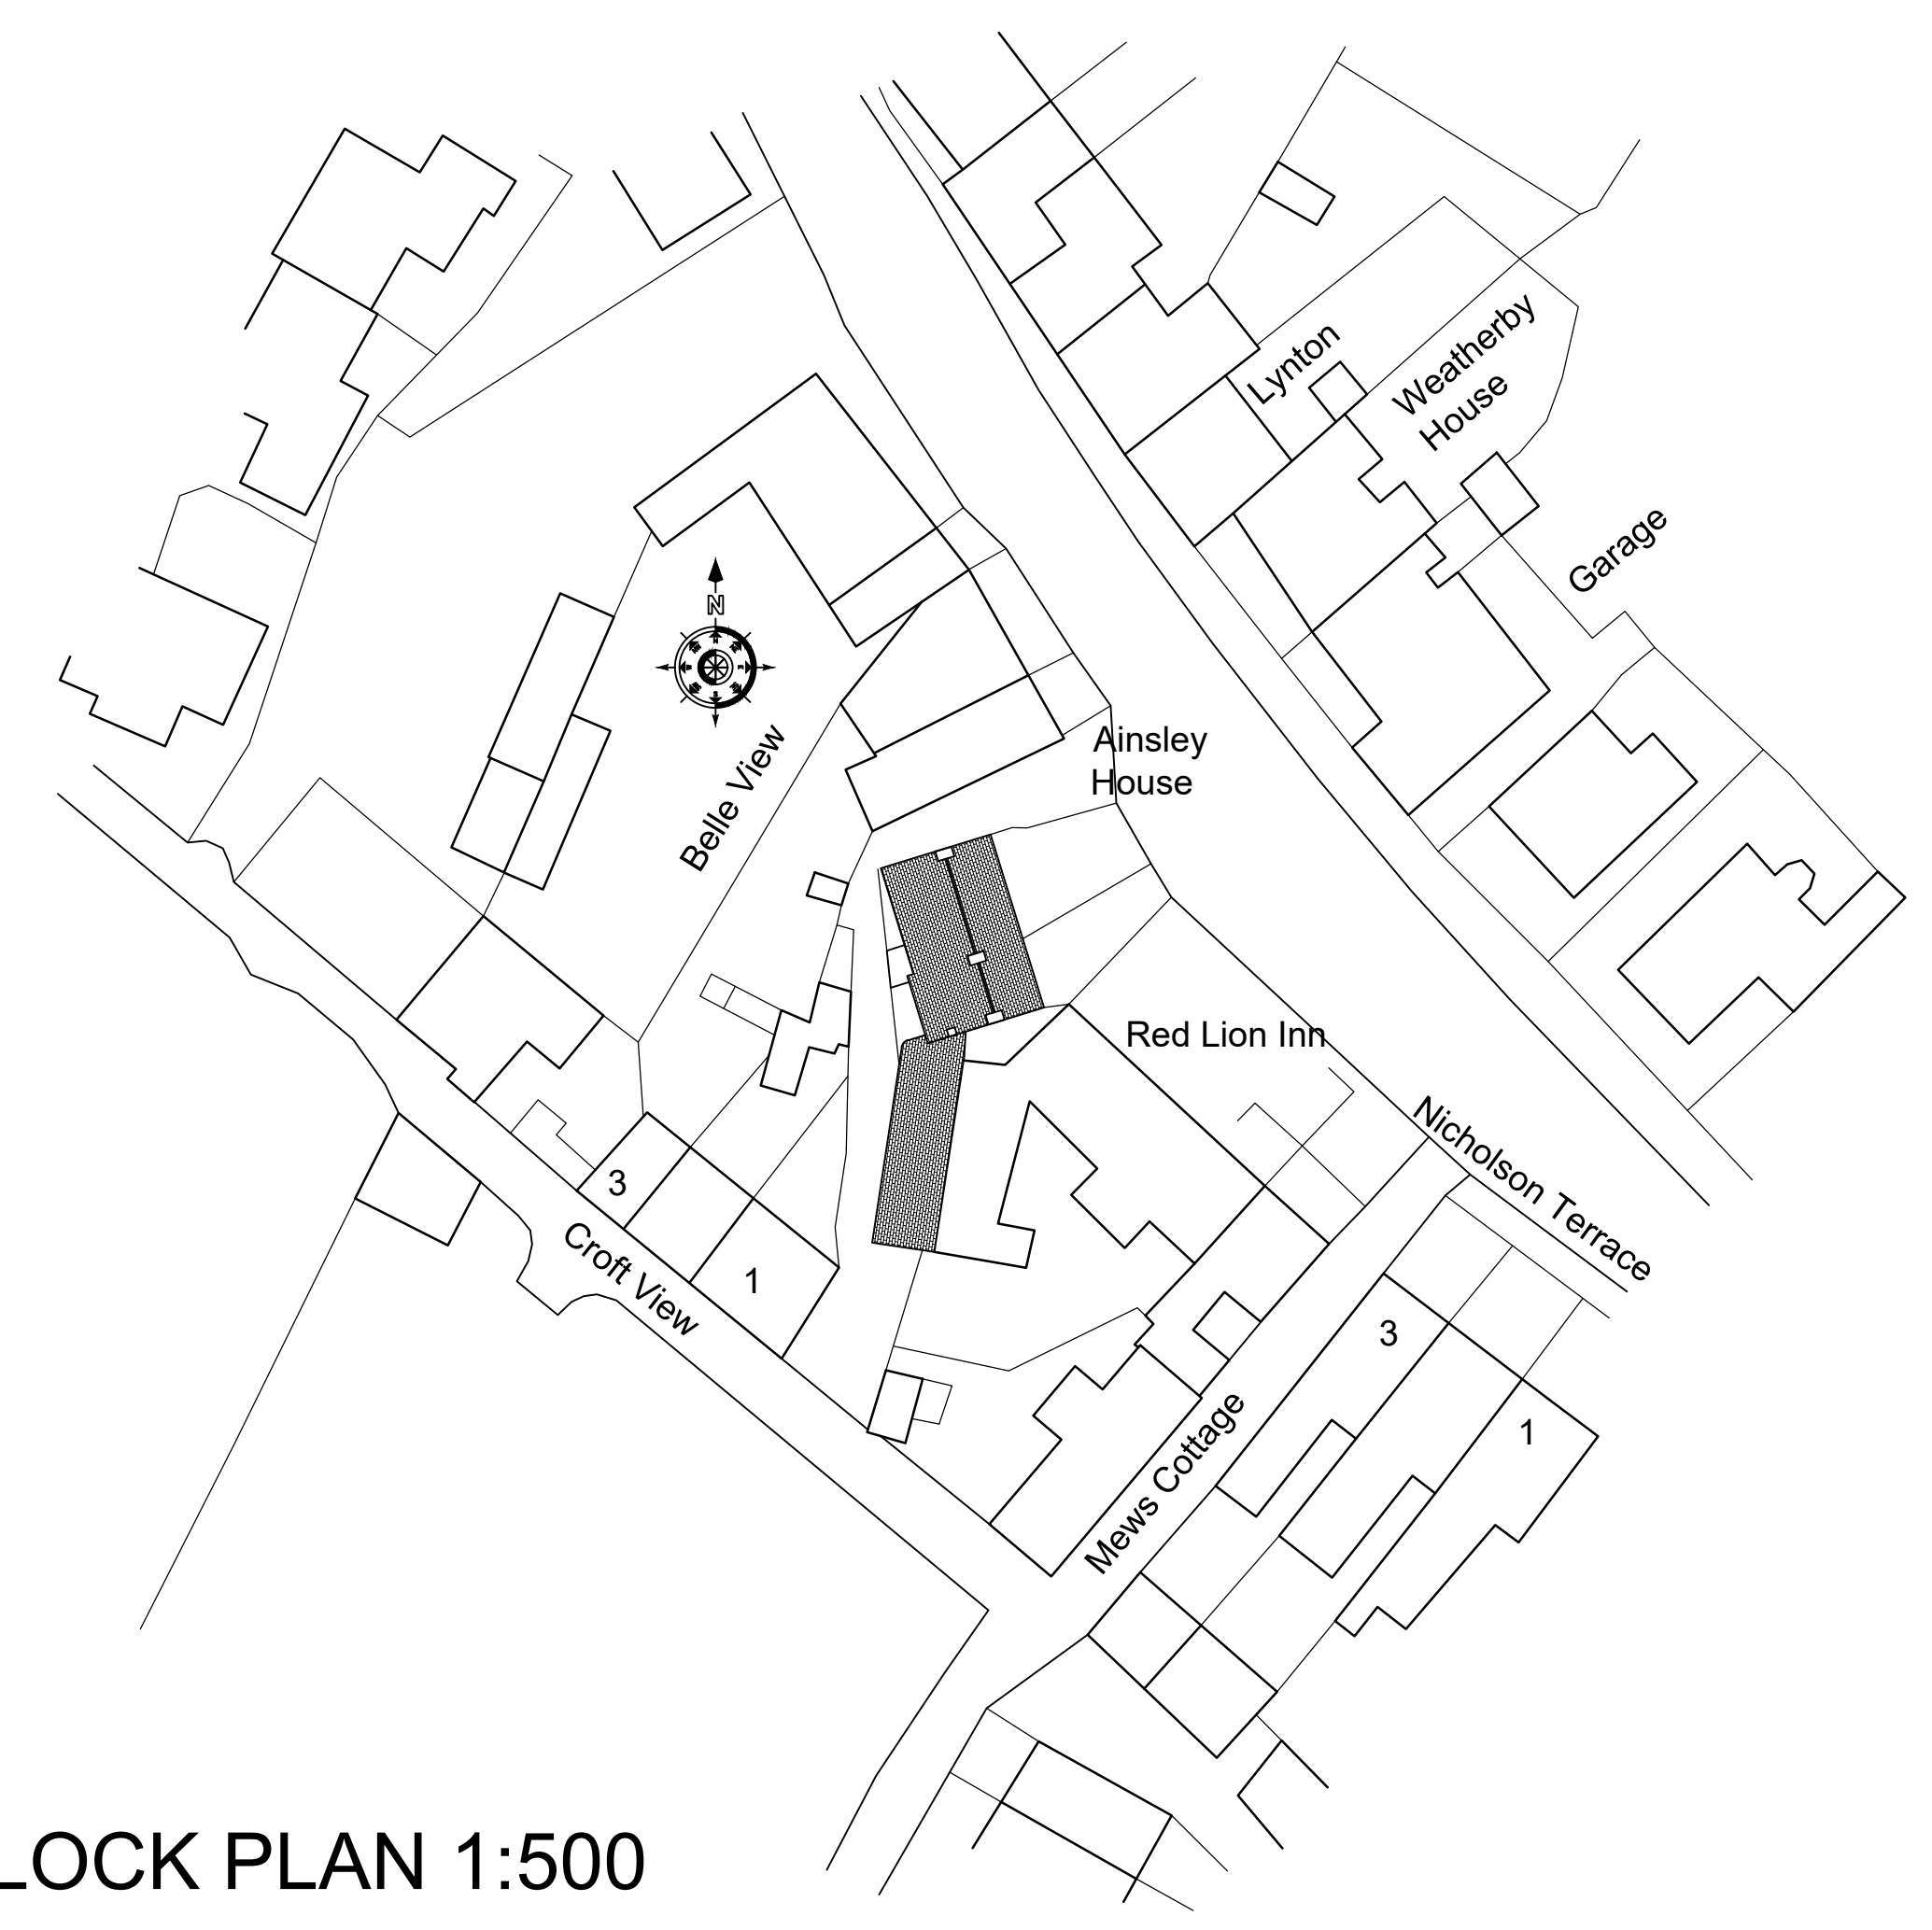 Lynton
Weatherby
House
Garage
N
Belle View
Ainsley
House
Red Lion Inn
Nicholson Terrace
3
1
Croft View
3
1
Mews Cottage
LOCK PLAN 1:500